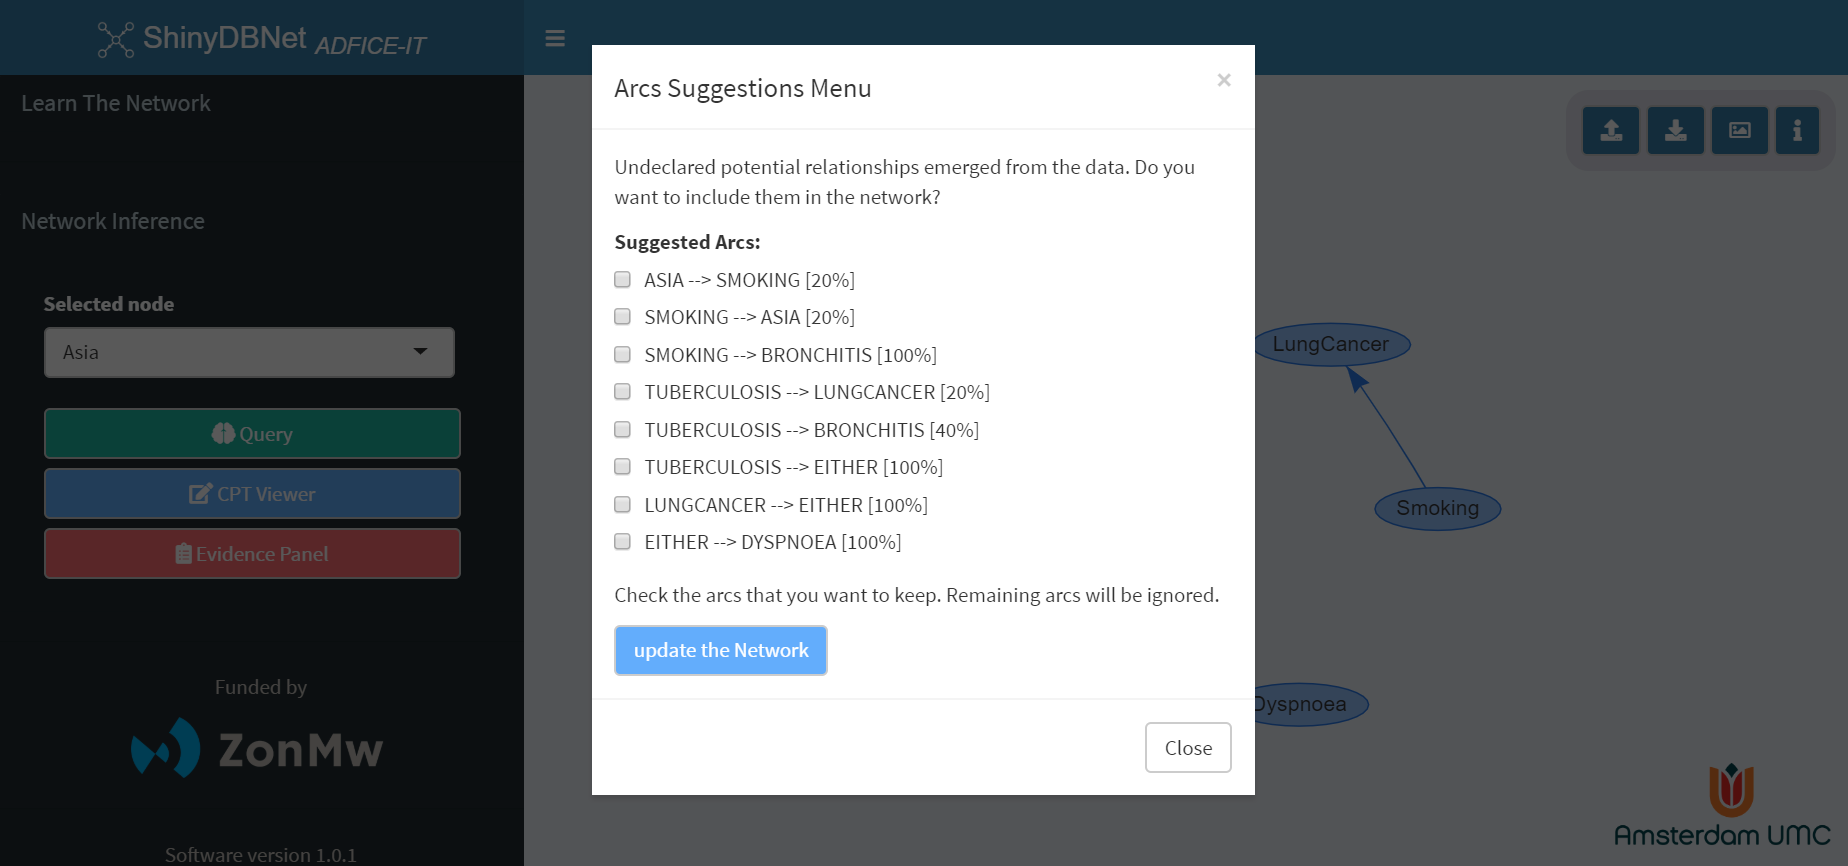 ShinyDBNet ADFICE-IT
Learn The Network
Network Inference
Selected node
Asia
Query
CPT Viewer
Evidence Panel
Funded by
ZonMw
Software version 1.0.1
Arcs Suggestions Menu
×
Undeclared potential relationships emerged from the data. Do you
want to include them in the network?
Suggested Arcs:
ASIA --> SMOKING [20%]
SMOKING --> ASIA [20%]
SMOKING --> BRONCHITIS [100%]
TUBERCULOSIS --> LUNGCANCER [20%]
TUBERCULOSIS --> BRONCHITIS [40%]
TUBERCULOSIS --> EITHER [100%]
LUNGCANCER --> EITHER [100%]
EITHER --> DYSPNOEA [100%]
Check the arcs that you want to keep. Remaining arcs will be ignored.
update the Network
Close
LungCancer
Smoking
Dyspnoea
Amsterdam UMC